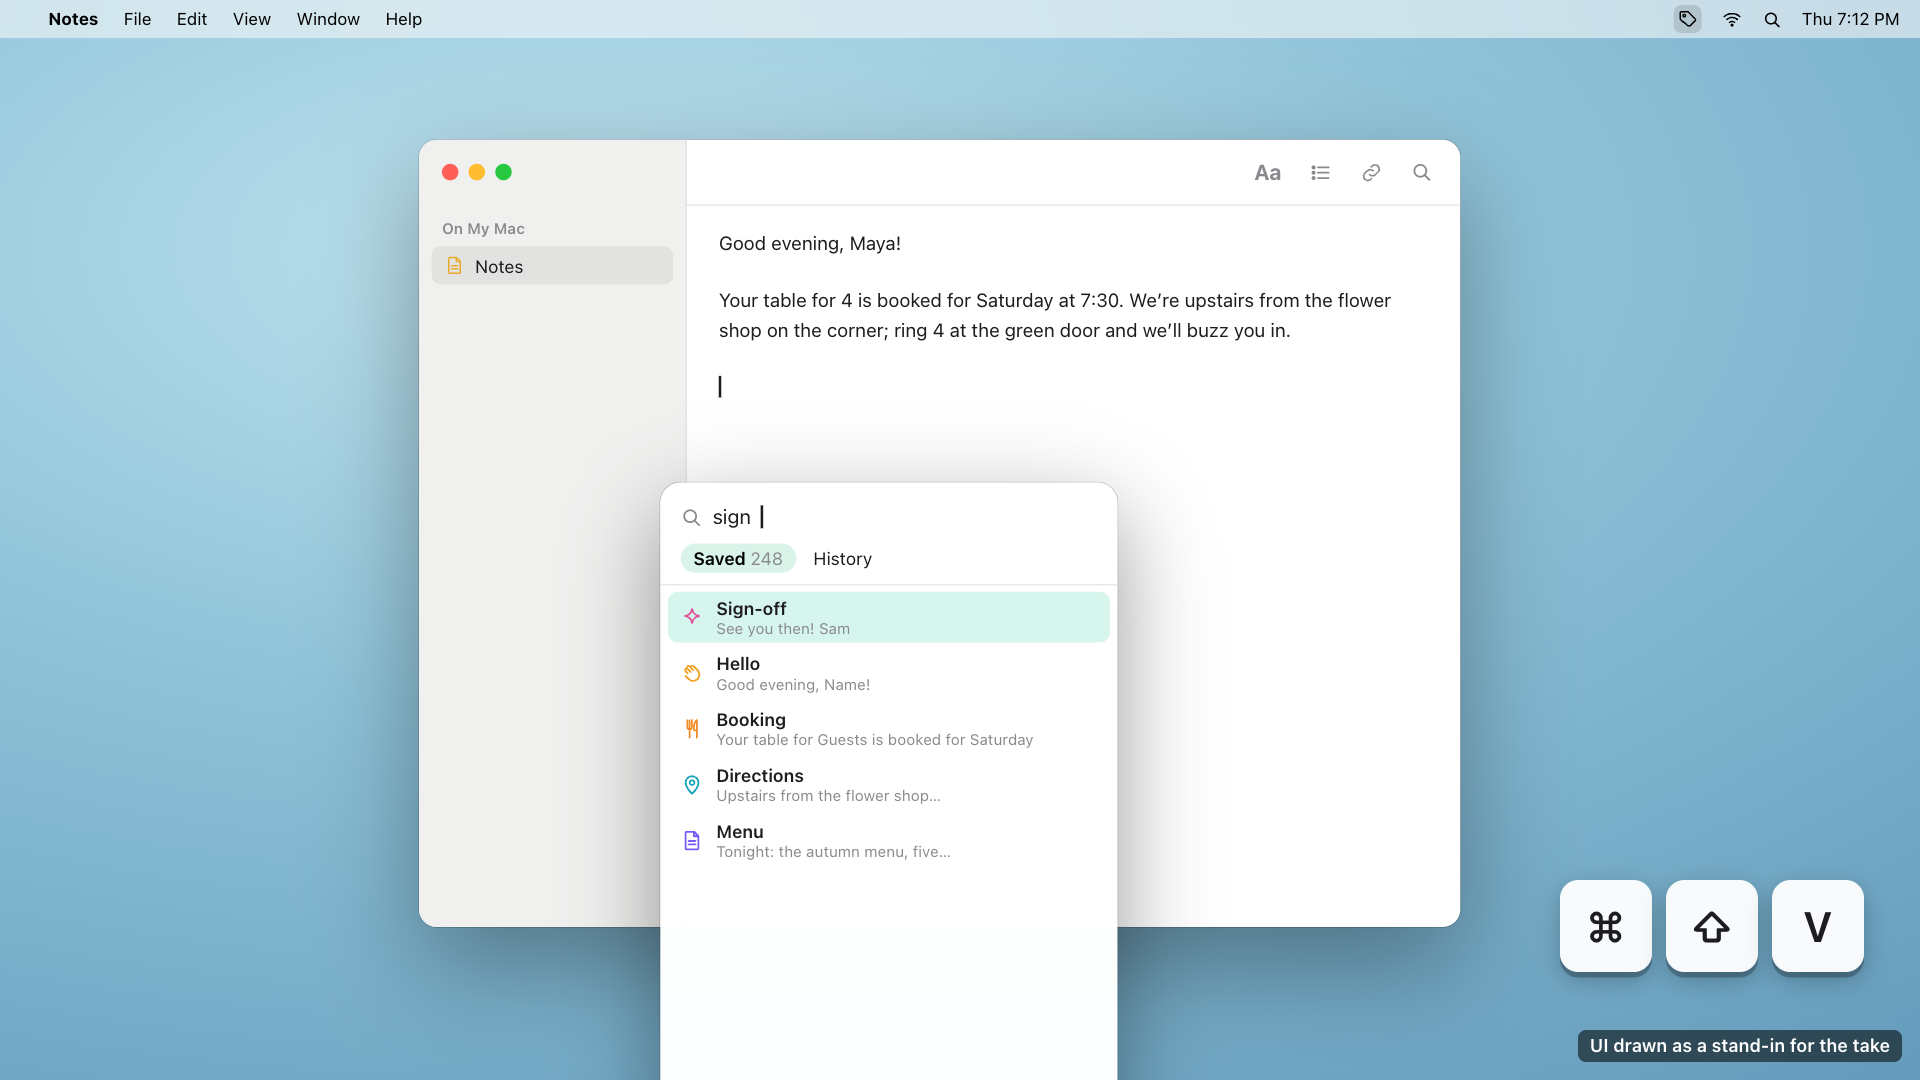 Notes File Edit View Window Help Thu 7:12 PM
Aa
On My Mac
Notes
Good evening, Maya!
Your table for 4 is booked for Saturday at 7:30. We’re upstairs from the flower
shop on the corner; ring 4 at the green door and we’ll buzz you in.
sign
Saved 248 History
Sign-off
See you then! Sam
Hello
Good evening, Name!
Booking
Your table for Guests is booked for Saturday
Directions
Upstairs from the flower shop…
Menu
Tonight: the autumn menu, five…
⌘ ⇧ V
UI drawn as a stand-in for the take